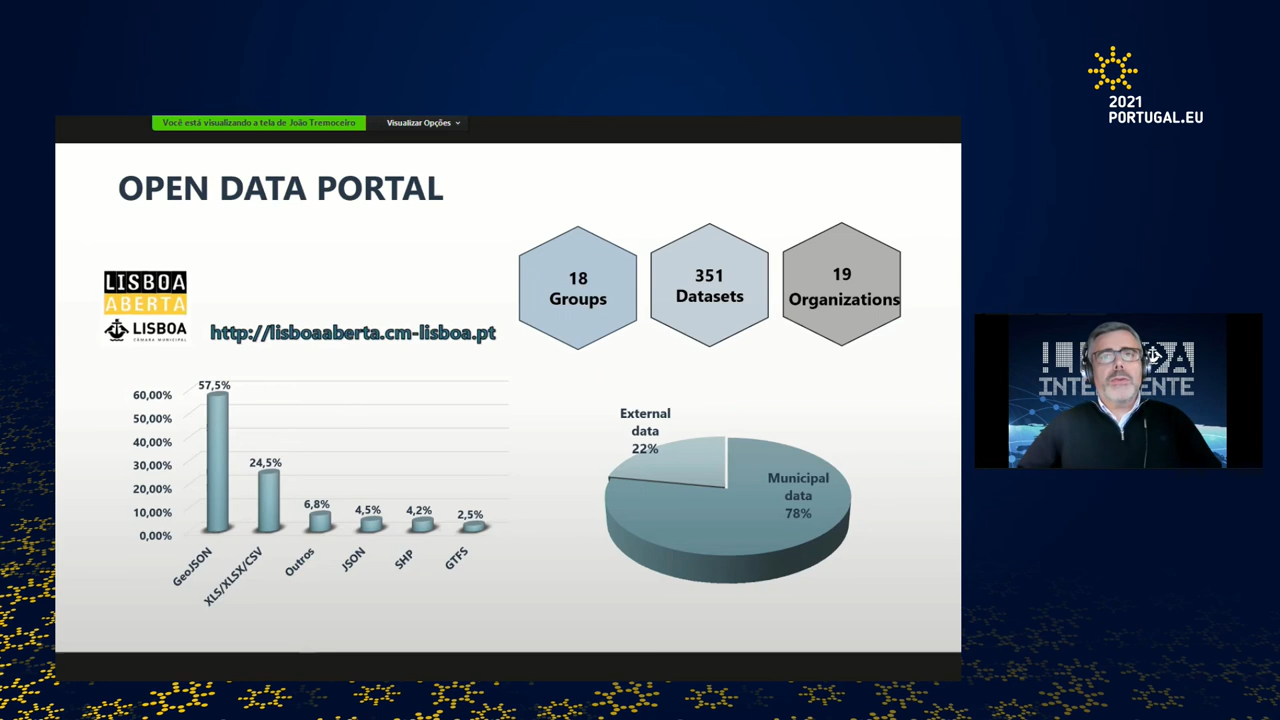 2021
PORTUGAL.EU
Você está visualizando a tela de João Tremoceiro
Visualizar Opções
OPEN DATA PORTAL
18
Groups
351
Datasets
19
Organizations
LISBOA
ABERTA
LISBOA
CÂMARA MUNICIPAL
http://lisboaaberta.cm-lisboa.pt
60,00%
50,00%
40,00%
30,00%
20,00%
10,00%
0,00%
57,5%
24,5%
6,8%
4,5%
4,2%
2,5%
GeoJSON
XLS/XLSX/CSV
Outros
JSON
SHP
GTFS
External
data
22%
Municipal
data
78%